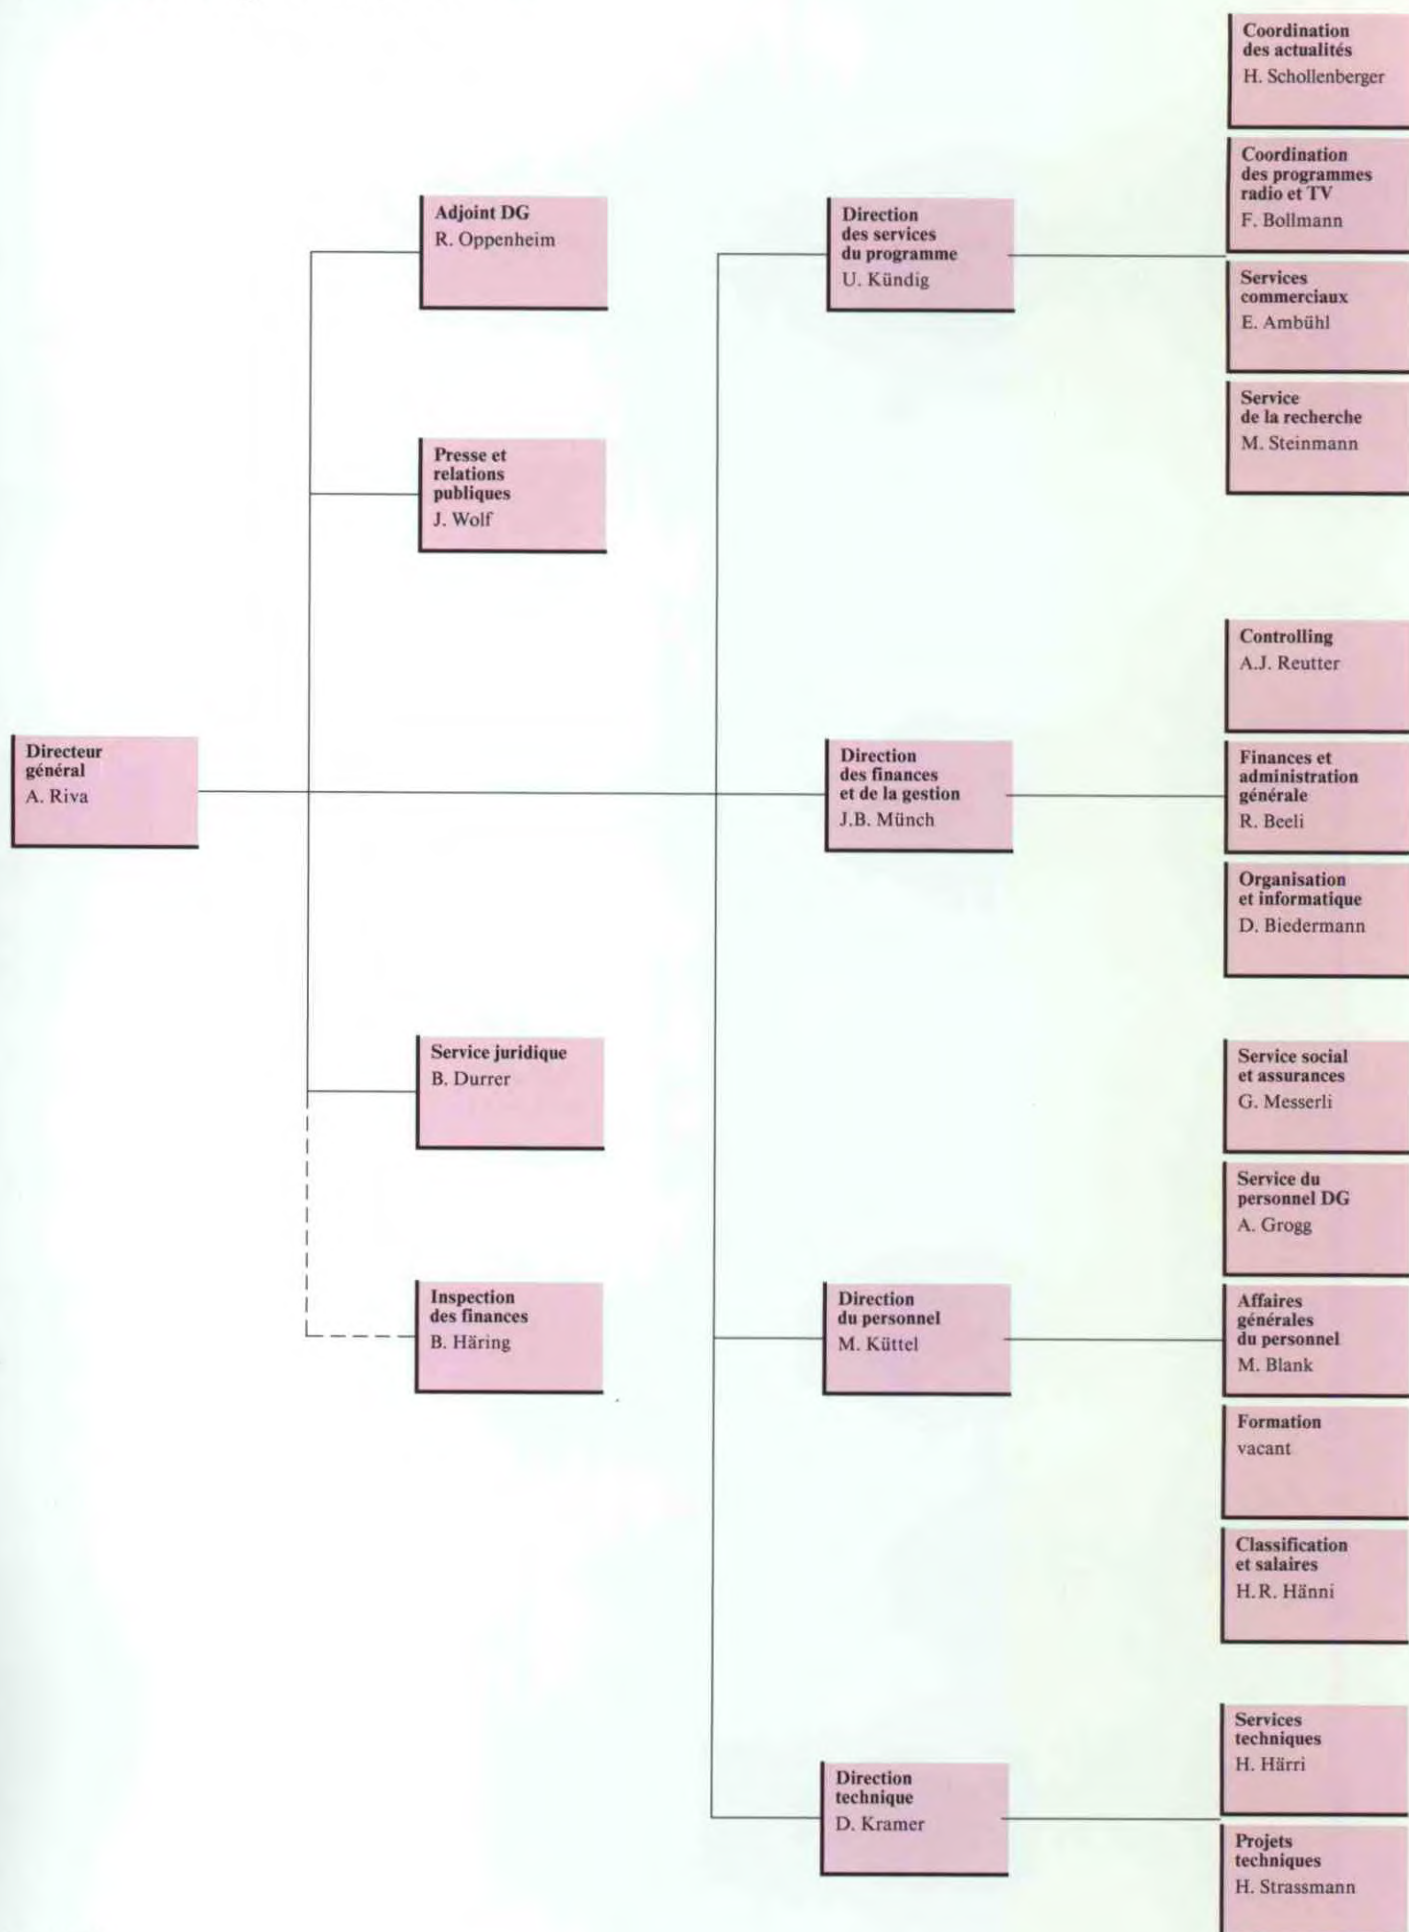 Directeur
général
A. Riva
Adjoint DG
R. Oppenheim
Presse et
relations
publiques
J. Wolf
Service juridique
B. Durrer
Inspection
des finances
B. Häring
Direction
des services
du programme
U. Kündig
Direction
des finances
et de la gestion
J.B. Münch
Direction
du personnel
M. Küttel
Direction
technique
D. Kramer
Coordination
des actualités
H. Schollenberger
Coordination
des programmes
radio et TV
F. Bollmann
Services
commerciaux
E. Ambühl
Service
de la recherche
M. Steinmann
Controlling
A.J. Reutter
Finances et
administration
générale
R. Beeli
Organisation
et informatique
D. Biedermann
Service social
et assurances
G. Messerli
Service du
personnel DG
A. Grogg
Affaires
générales
du personnel
M. Blank
Formation
vacant
Classification
et salaires
H.R. Hänni
Services
techniques
H. Härri
Projets
techniques
H. Strassmann